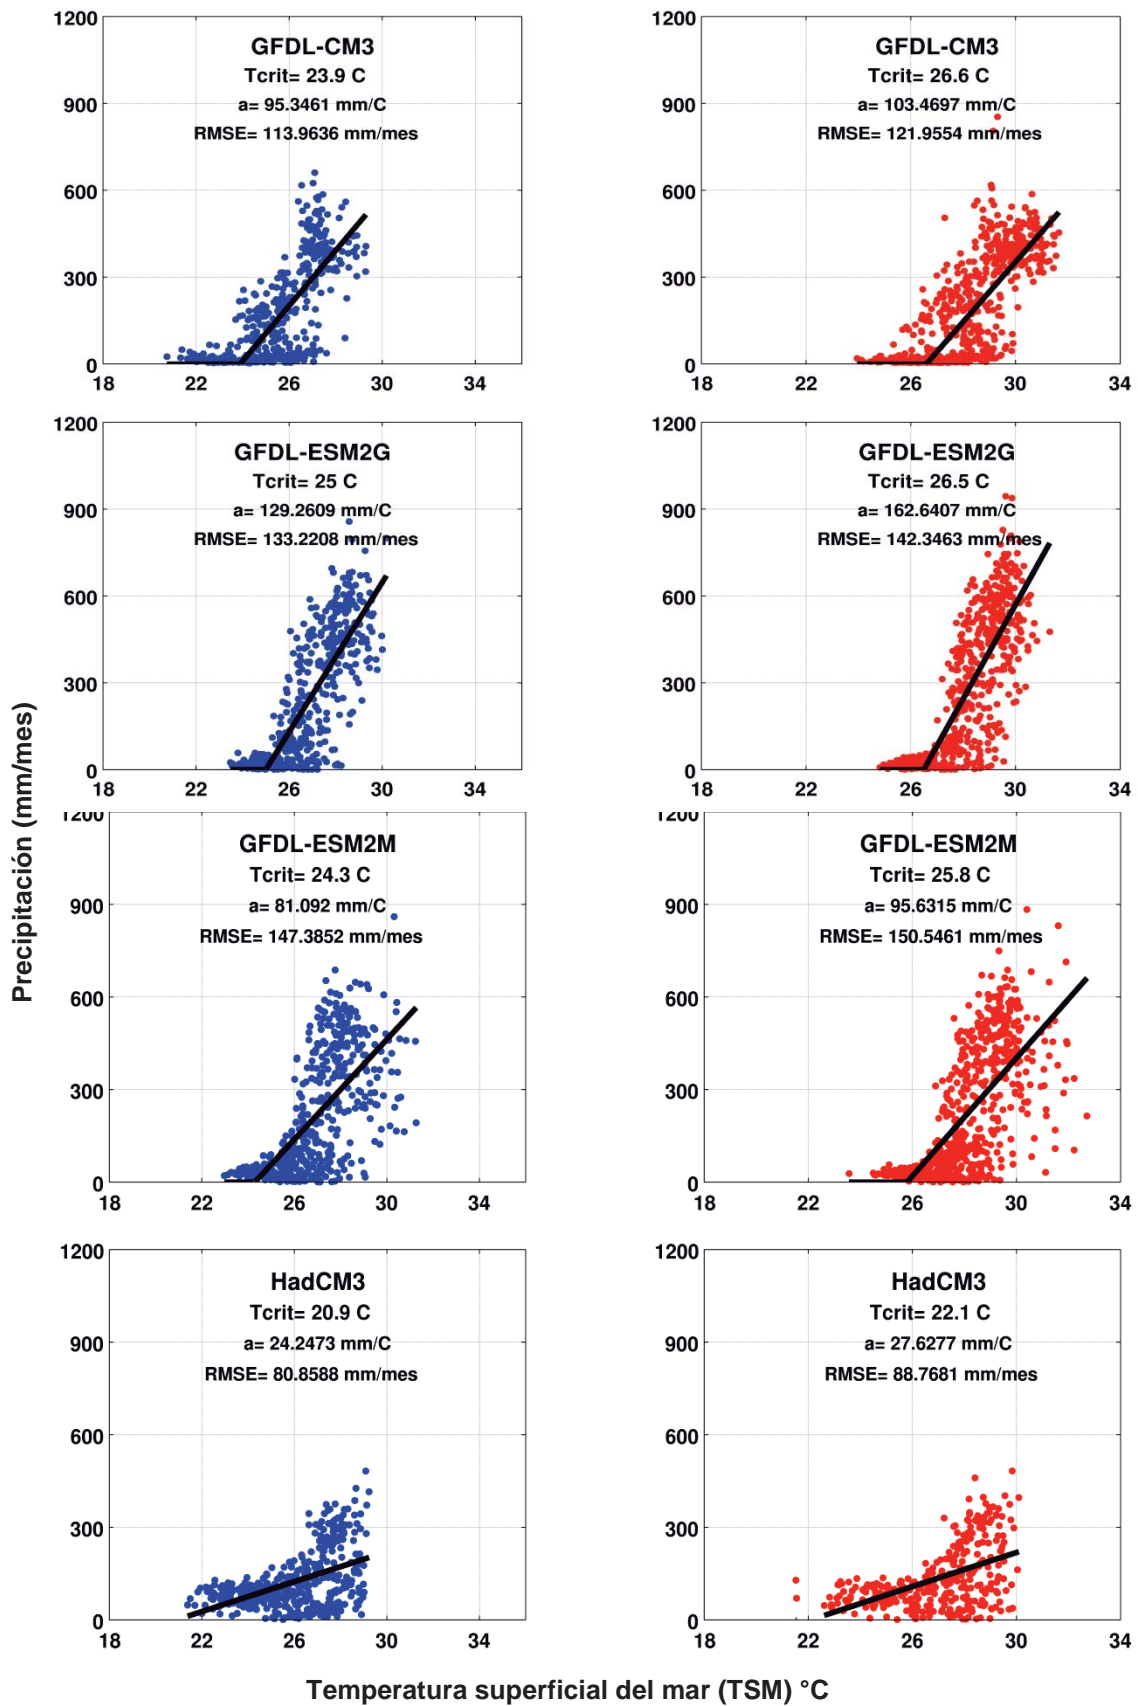 1200
900
600
300
0
18
22
26
30
34
GFDL-CM3
Tcrit= 23.9 C
a= 95.3461 mm/C
RMSE= 113.9636 mm/mes
1200
900
600
300
0
18
22
26
30
34
GFDL-CM3
Tcrit= 26.6 C
a= 103.4697 mm/C
RMSE= 121.9554 mm/mes
1200
900
600
300
0
18
22
26
30
34
GFDL-ESM2G
Tcrit= 25 C
a= 129.2609 mm/C
RMSE= 133.2208 mm/mes
1200
900
600
300
0
18
22
26
30
34
GFDL-ESM2G
Tcrit= 26.5 C
a= 162.6407 mm/C
RMSE= 142.3463 mm/mes
Precipitación (mm/mes)
1200
900
600
300
0
18
22
26
30
34
GFDL-ESM2M
Tcrit= 24.3 C
a= 81.092 mm/C
RMSE= 147.3852 mm/mes
1200
900
600
300
0
18
22
26
30
34
GFDL-ESM2M
Tcrit= 25.8 C
a= 95.6315 mm/C
RMSE= 150.5461 mm/mes
1200
900
600
300
0
18
22
26
30
34
HadCM3
Tcrit= 20.9 C
a= 24.2473 mm/C
RMSE= 80.8588 mm/mes
1200
900
600
300
0
18
22
26
30
34
HadCM3
Tcrit= 22.1 C
a= 27.6277 mm/C
RMSE= 88.7681 mm/mes
Temperatura superficial del mar (TSM) °C